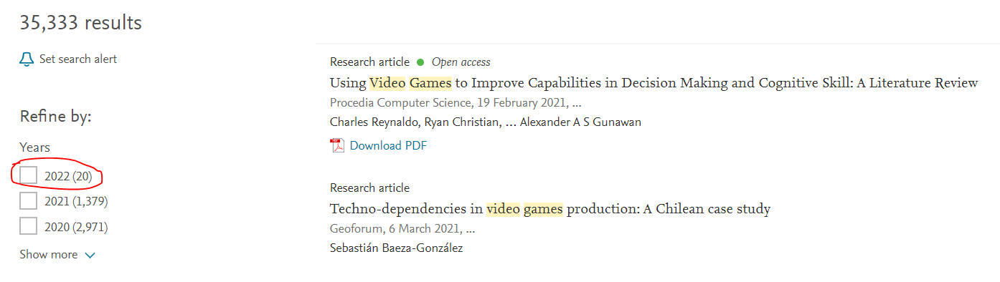 35,333 results
Set search alert
Refine by:
Years
2022 (20)
2021 (1,379)
2020 (2,971)
Show more
Research article Open access
Using Video Games to Improve Capabilities in Decision Making and Cognitive Skill: A Literature Review
Procedia Computer Science, 19 February 2021, ...
Charles Reynaldo, Ryan Christian, ... Alexander A S Gunawan
PDF Download PDF
Research article
Techno-dependencies in video games production: A Chilean case study
Geoforum, 6 March 2021, ...
Sebastián Baeza-González